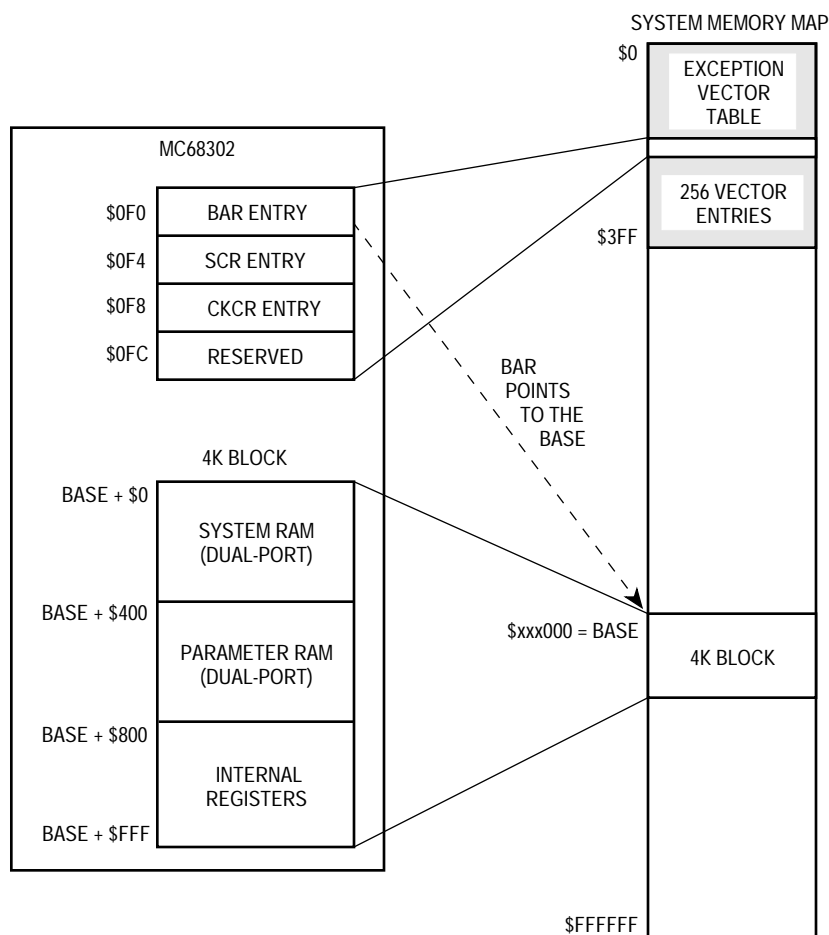 SYSTEM MEMORY MAP
$0
EXCEPTION
VECTOR
TABLE
256 VECTOR
ENTRIES
$3FF
MC68302
$0F0
BAR ENTRY
$0F4
SCR ENTRY
$0F8
CKCR ENTRY
$0FC
RESERVED
BAR
POINTS
TO THE
BASE
4K BLOCK
BASE + $0
SYSTEM RAM
(DUAL-PORT)
BASE + $400
PARAMETER RAM
(DUAL-PORT)
BASE + $800
INTERNAL
REGISTERS
BASE + $FFF
$xxx000 = BASE
4K BLOCK
$FFFFFF